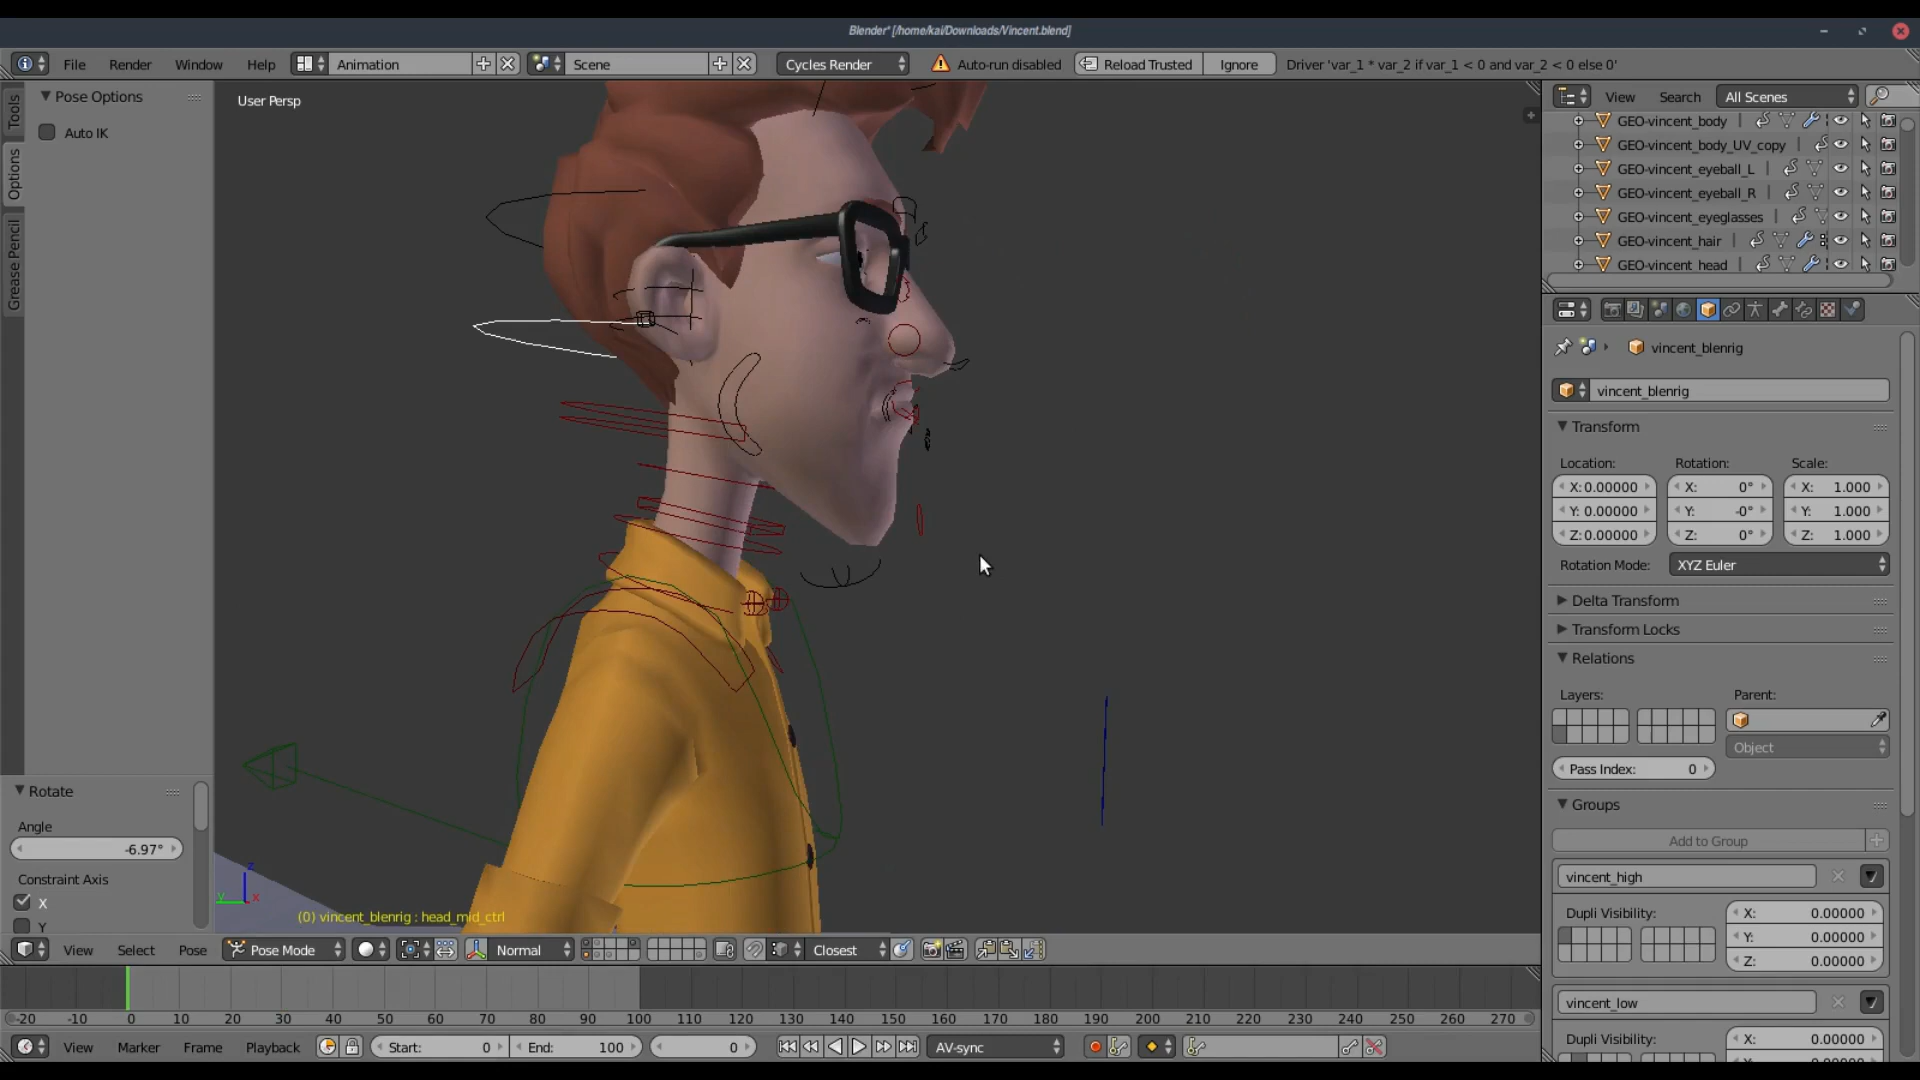 Blender* [/home/kai/Downloads/Vincent.blend]
File Render Window Help Animation Scene Cycles Render Auto-run disabled Reload Trusted Ignore Driver 'var_1 * var_2 if var_1 < 0 and var_2 < 0 else 0'
Tools
Options
Grease Pencil
Pose Options
Auto IK
Rotate
Angle
-6.97°
Constraint Axis
X
Y
User Persp
z
y
x
(0) vincent_blenrig : head_mid_ctrl
View Select Pose Pose Mode Normal Closest
-20 -10 0 10 20 30 40 50 60 70 80 90 100 110 120 130 140 150 160 170 180 190 200 210 220 230 240 250 260 270
View Marker Frame Playback Start: 0 End: 100 0 AV-sync
View Search All Scenes
GEO-vincent_body
GEO-vincent_body_UV_copy
GEO-vincent_eyeball_L
GEO-vincent_eyeball_R
GEO-vincent_eyeglasses
GEO-vincent_hair
GEO-vincent_head
vincent_blenrig
vincent_blenrig
Transform
Location: Rotation: Scale:
X: 0.00000 X: 0° X: 1.000
Y: 0.00000 Y: -0° Y: 1.000
Z: 0.00000 Z: 0° Z: 1.000
Rotation Mode: XYZ Euler
Delta Transform
Transform Locks
Relations
Layers: Parent:
Object
Pass Index: 0
Groups
Add to Group
vincent_high
Dupli Visibility: X: 0.00000
Y: 0.00000
Z: 0.00000
vincent_low
Dupli Visibility: X: 0.00000